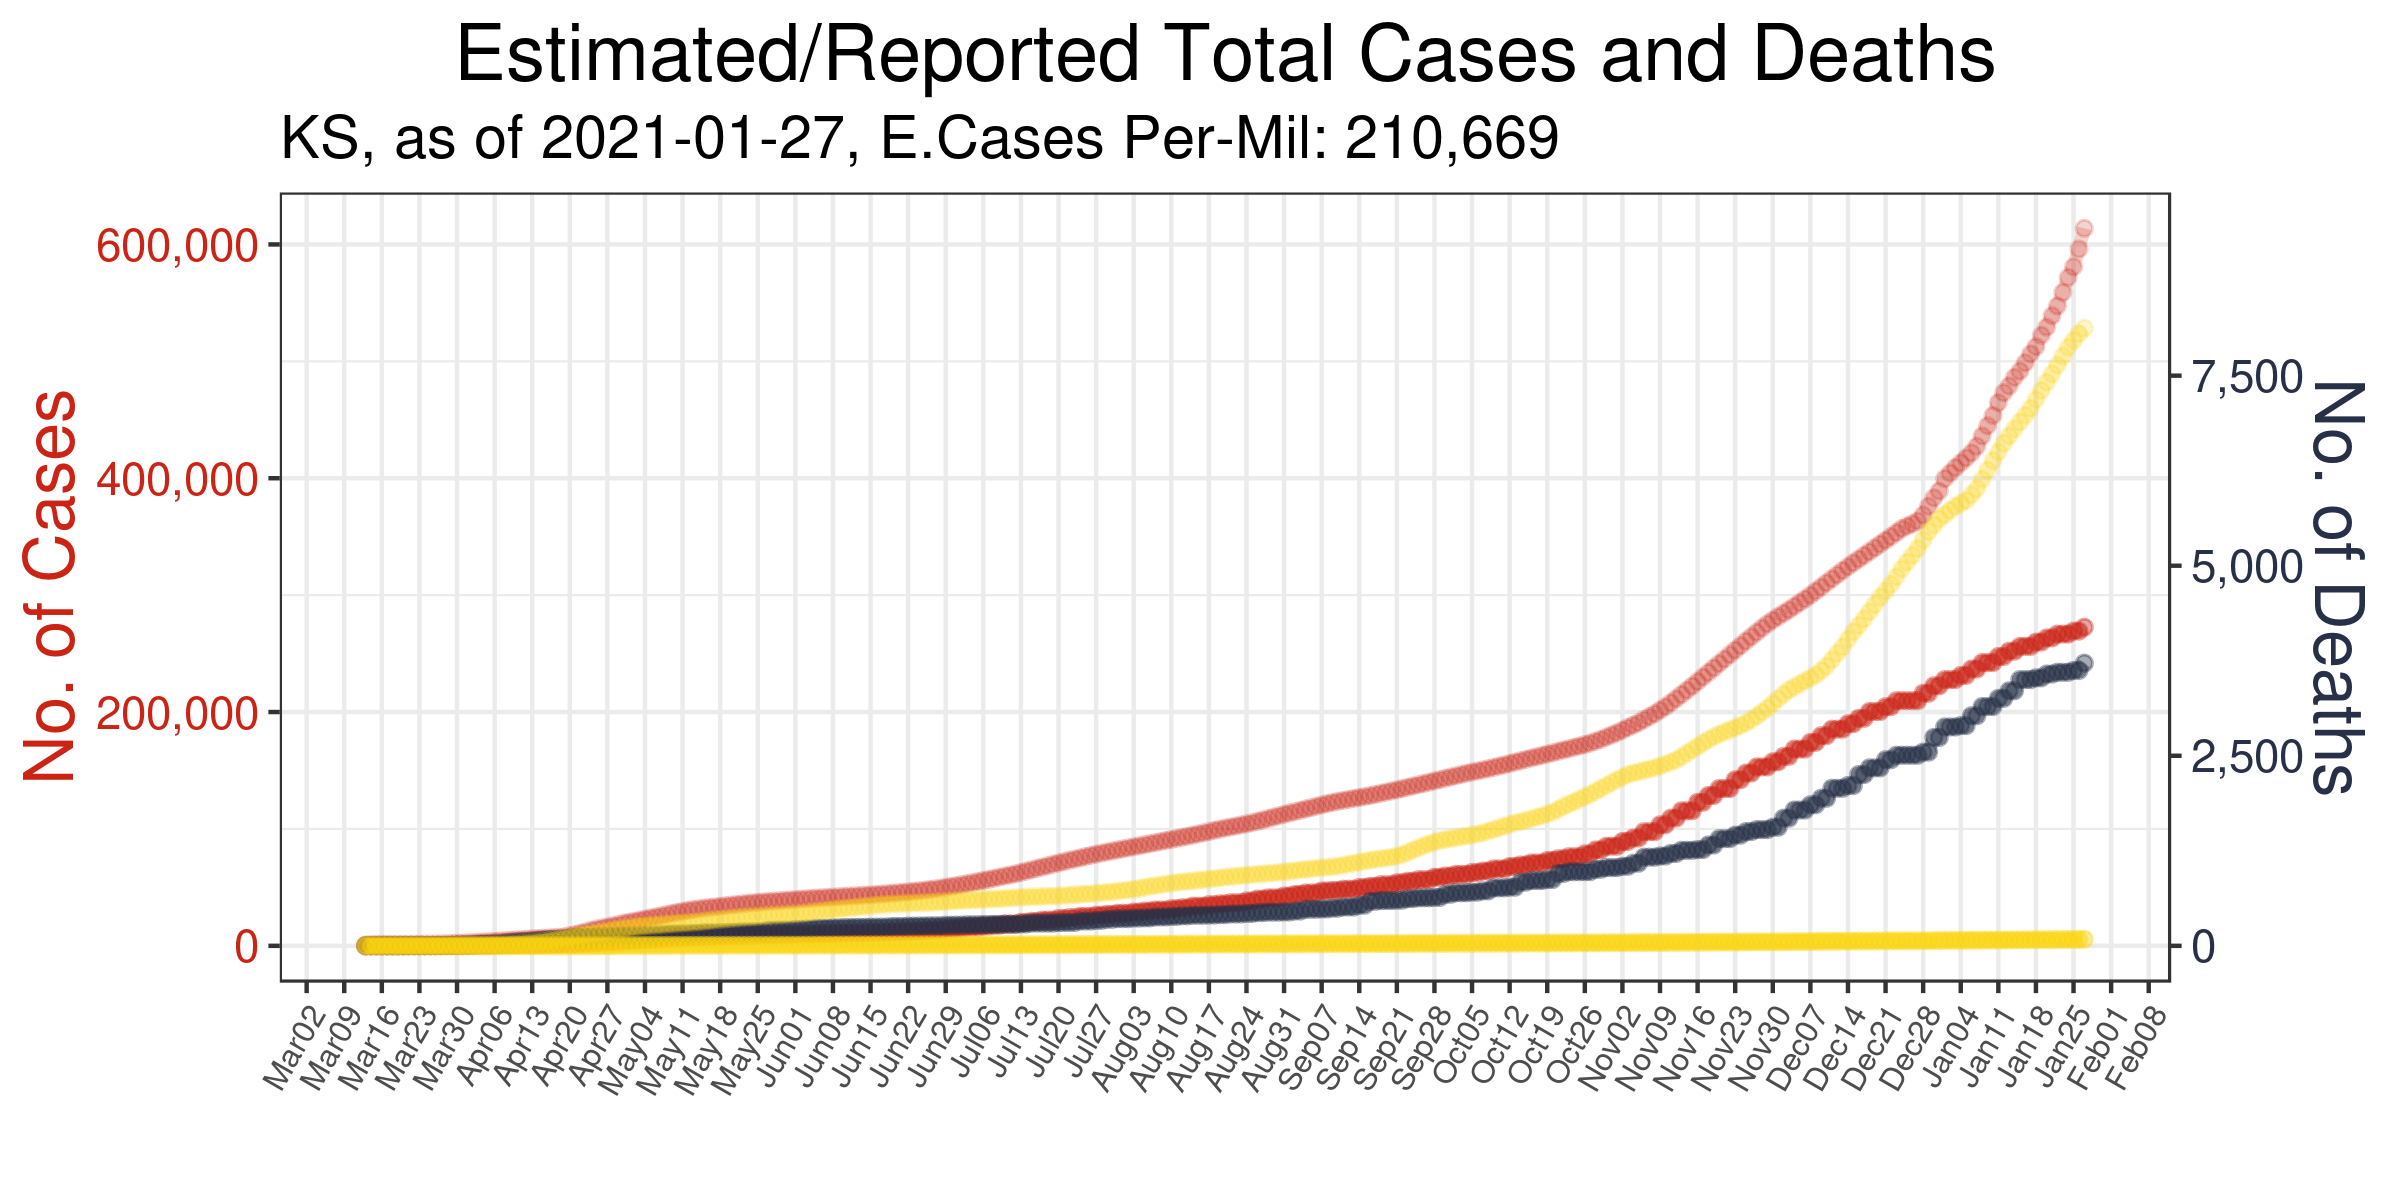 Estimated/Reported Total Cases and Deaths
KS, as of 2021-01-27, E.Cases Per-Mil: 210,669
No. of Cases
600,000
400,000
200,000
0
7,500
5,000
2,500
0
No. of Deaths
Mar02
Mar09
Mar16
Mar23
Mar30
Apr06
Apr13
Apr20
Apr27
May04
May11
May18
May25
Jun01
Jun08
Jun15
Jun22
Jun29
Jul06
Jul13
Jul20
Jul27
Aug03
Aug10
Aug17
Aug24
Aug31
Sep07
Sep14
Sep21
Sep28
Oct05
Oct12
Oct19
Oct26
Nov02
Nov09
Nov16
Nov23
Nov30
Dec07
Dec14
Dec21
Dec28
Jan04
Jan11
Jan18
Jan25
Feb01
Feb08